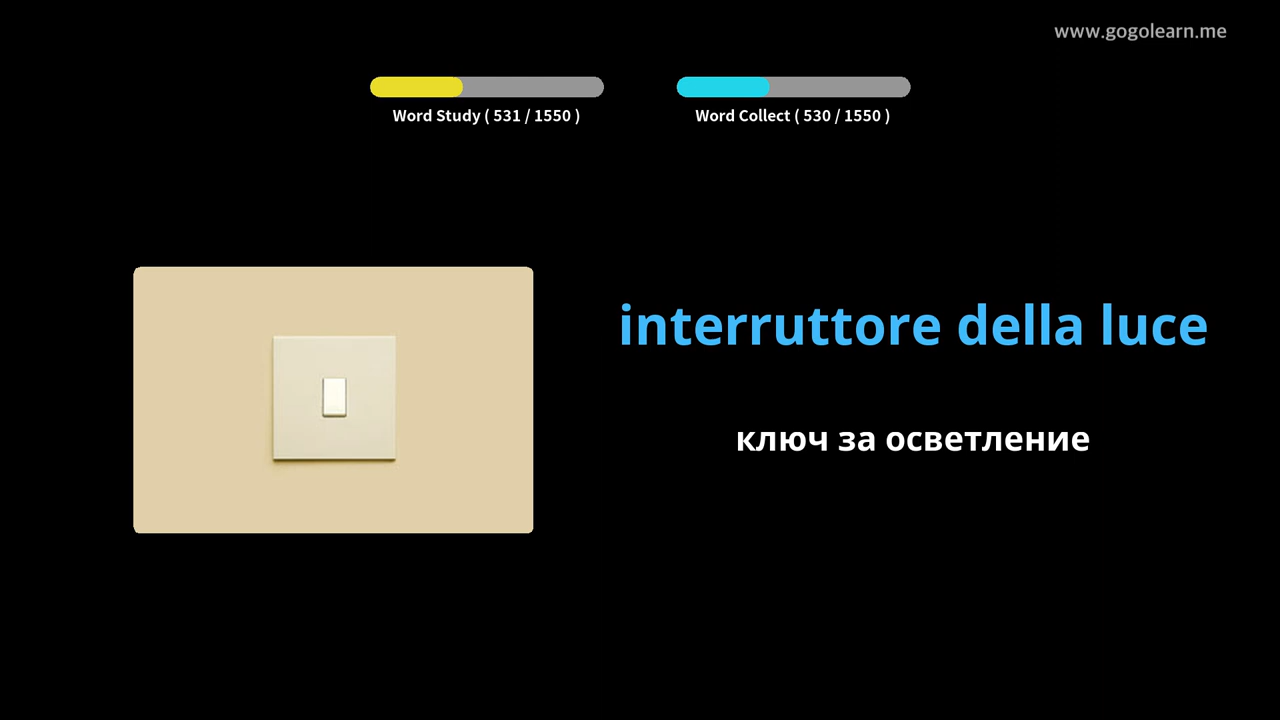 www.gogolearn.me
Word Study ( 531 / 1550 )
Word Collect ( 530 / 1550 )
interruttore della luce
ключ за осветление